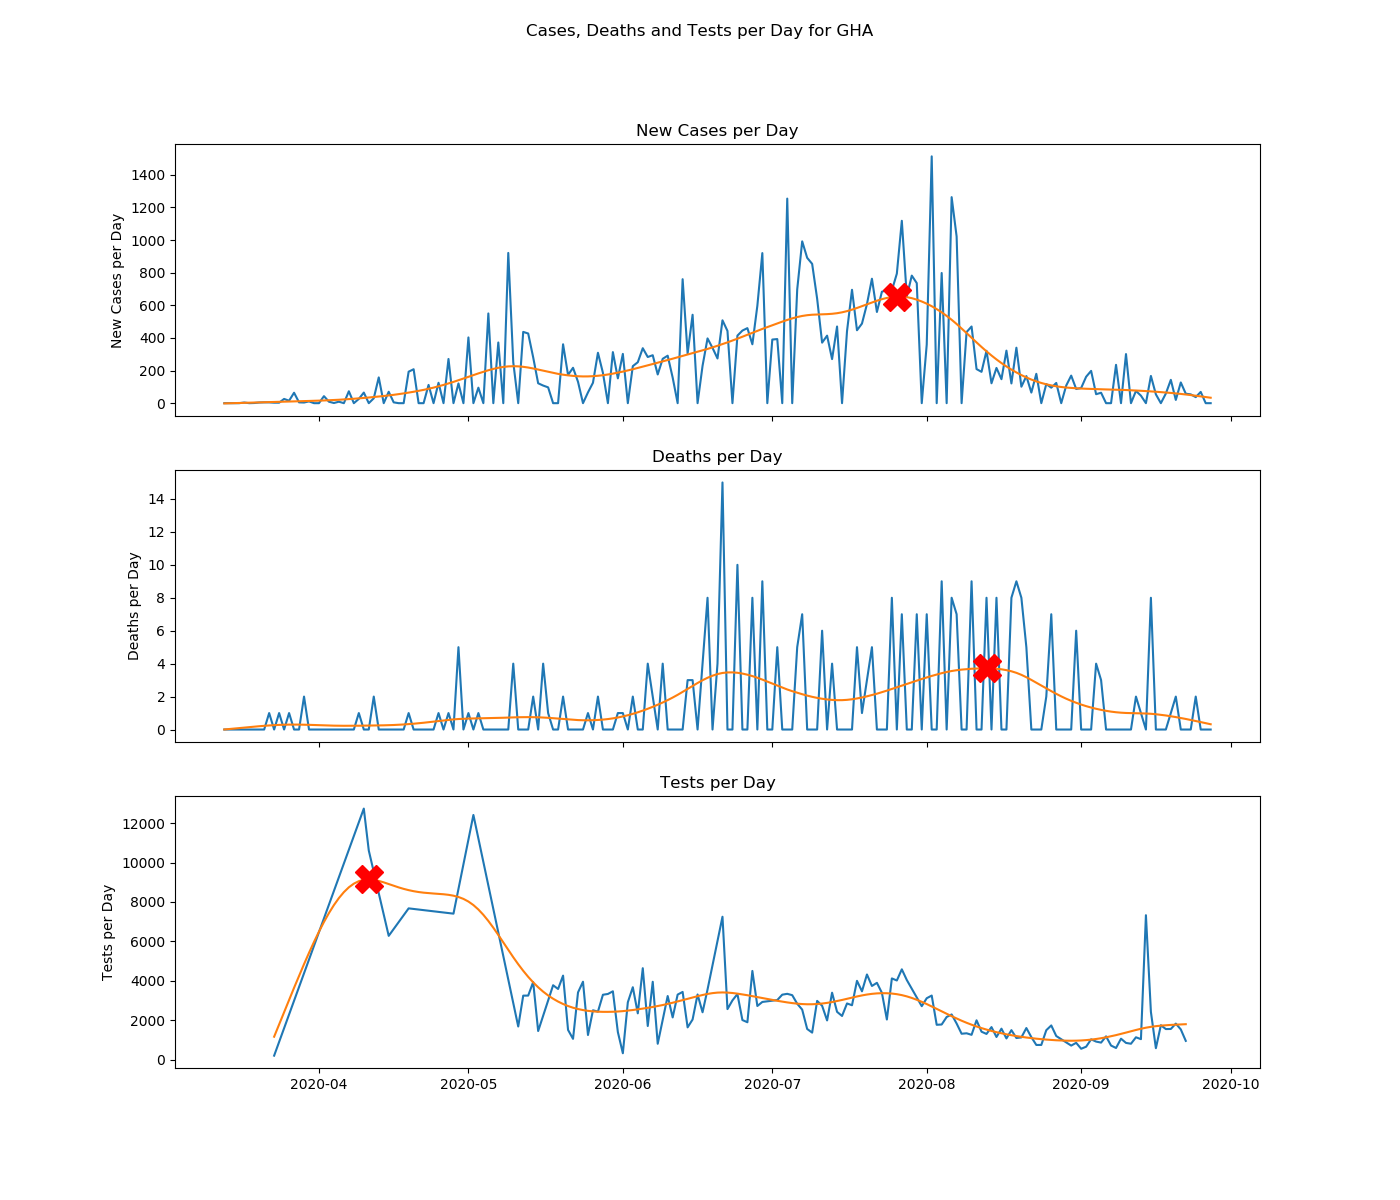 Cases, Deaths and Tests per Day for GHA
New Cases per Day
New Cases per Day
1400
1200
1000
800
600
400
200
0
Deaths per Day
Deaths per Day
14
12
10
8
6
4
2
0
Tests per Day
Tests per Day
12000
10000
8000
6000
4000
2000
0
2020-04 2020-05 2020-06 2020-07 2020-08 2020-09 2020-10